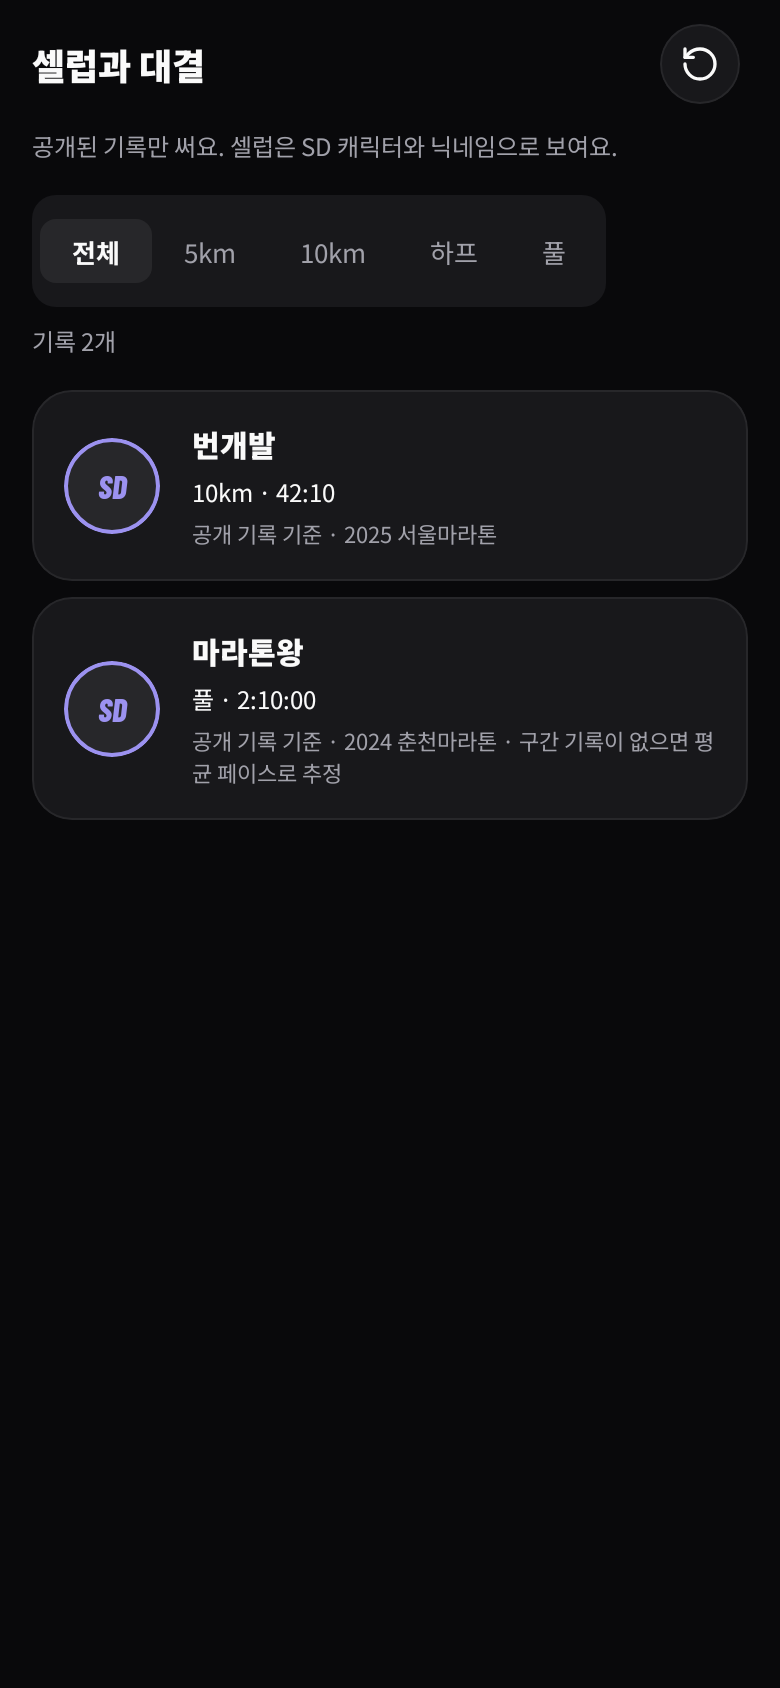 셀럽과 대결
공개된 기록만 써요. 셀럽은 SD 캐릭터와 닉네임으로 보여요.
전체 5km 10km 하프 풀
기록 2개
SD
번개발
10km · 42:10
공개 기록 기준 · 2025 서울마라톤
SD
마라톤왕
풀 · 2:10:00
공개 기록 기준 · 2024 춘천마라톤 · 구간 기록이 없으면 평
균 페이스로 추정